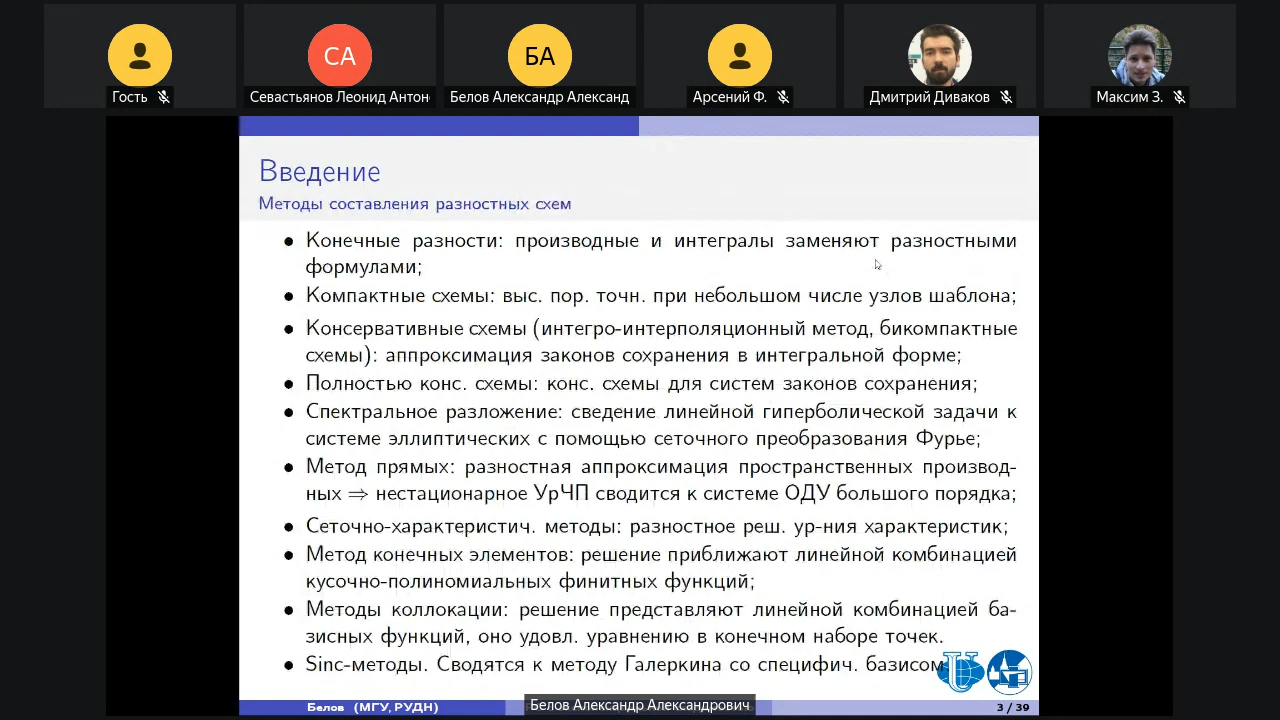 СА
БА
Гость
Севастьянов Леонид Антоно
Белов Александр Александ
Арсений Ф.
Дмитрий Диваков
Максим З.
Введение
Методы составления разностных схем
• Конечные разности: производные и интегралы заменяют разностными
формулами;
• Компактные схемы: выс. пор. точн. при небольшом числе узлов шаблона;
• Консервативные схемы (интегро-интерполяционный метод, бикомпактные
схемы): аппроксимация законов сохранения в интегральной форме;
• Полностью конс. схемы: конс. схемы для систем законов сохранения;
• Спектральное разложение: сведение линейной гиперболической задачи к
системе эллиптических с помощью сеточного преобразования Фурье;
• Метод прямых: разностная аппроксимация пространственных производ-
ных ⇒ нестационарное УрЧП сводится к системе ОДУ большого порядка;
• Сеточно-характеристич. методы: разностное реш. ур-ния характеристик;
• Метод конечных элементов: решение приближают линейной комбинацией
кусочно-полиномиальных финитных функций;
• Методы коллокации: решение представляют линейной комбинацией ба-
зисных функций, оно удовл. уравнению в конечном наборе точек.
• Sinc-методы. Сводятся к методу Галеркина со специфич. базисом
Белов (МГУ, РУДН)
Белов Александр Александрович
3 / 39